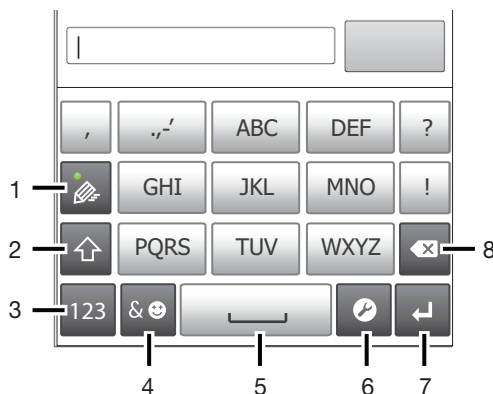 , .,-′ ABC DEF ?
1 GHI JKL MNO !
2 PQRS TUV WXYZ 8
3 123 &
4 5 6 7